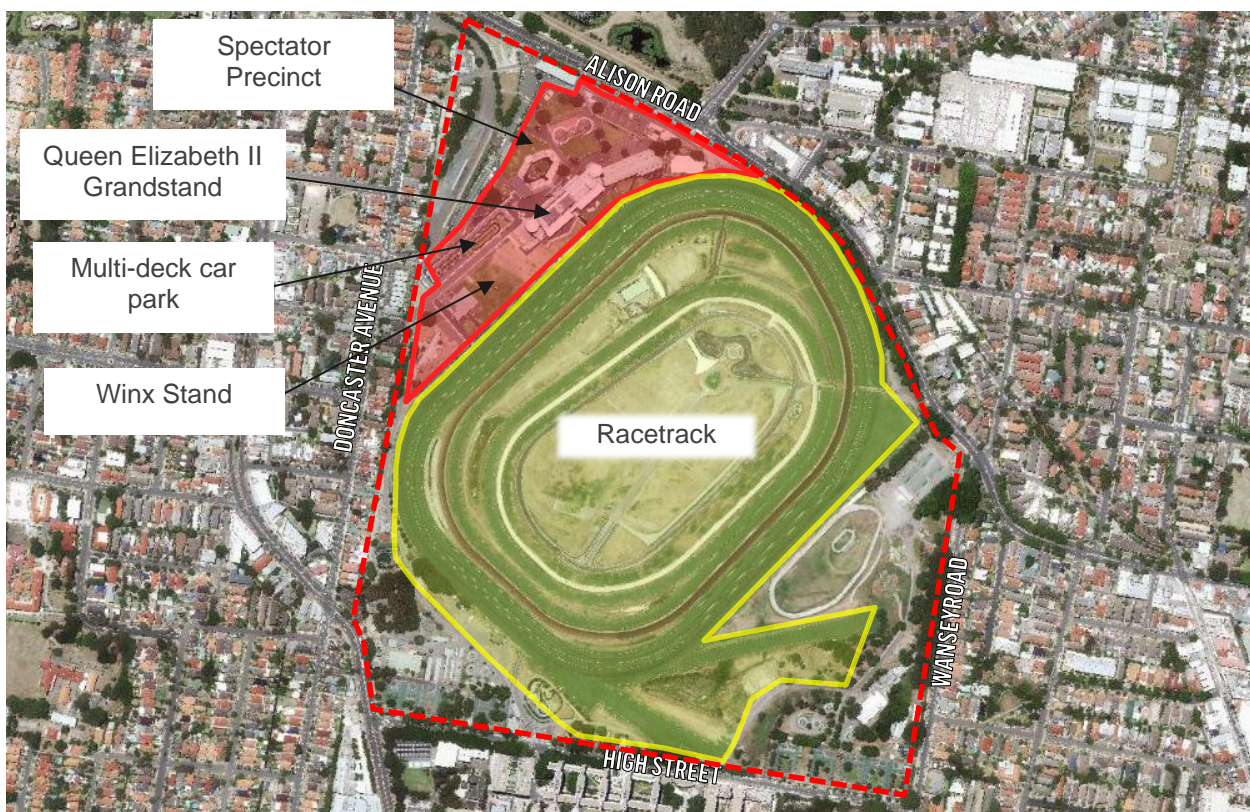 Spectator
Precinct
ALISON ROAD
Queen Elizabeth II
Grandstand
Multi-deck car
park
DONCASTER AVENUE
Winx Stand
Racetrack
WANSEY ROAD
HIGH STREET